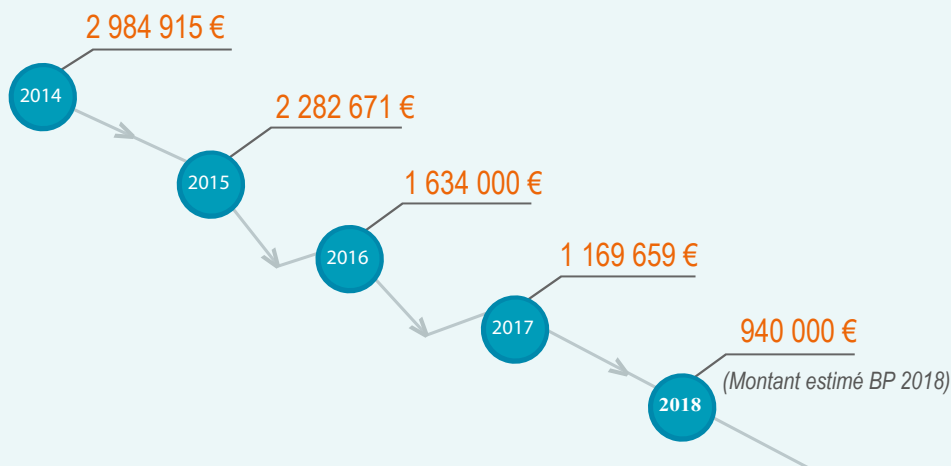 2 984 915 €
2014
2 282 671 €
2015
1 634 000 €
2016
1 169 659 €
2017
940 000 €
(Montant estimé BP 2018)
2018